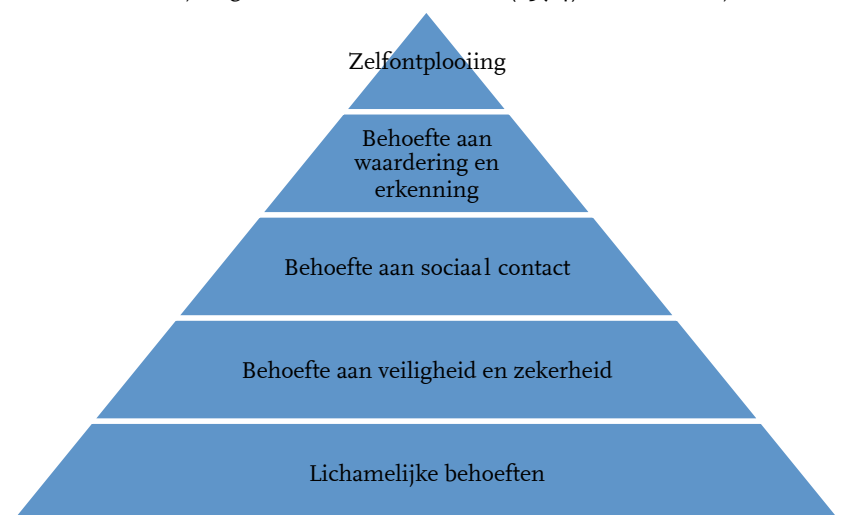 Zelfontplooiing
Behoefte aan
waardering en
erkenning
Behoefte aan sociaal contact
Behoefte aan veiligheid en zekerheid
Lichamelijke behoeften